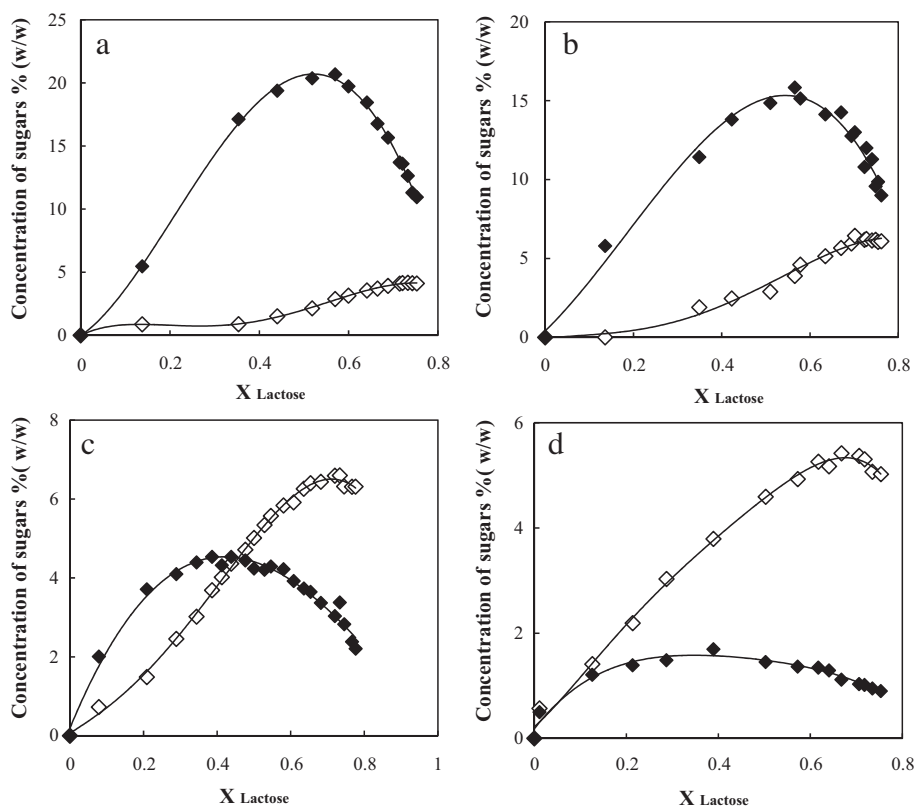 a
Concentration of sugars % (w/w)
25
20
15
10
5
0
0 0.2 0.4 0.6 0.8
X Lactose
b
Concentration of sugars % (w/w)
20
15
10
5
0
0 0.2 0.4 0.6 0.8
X Lactose
c
Concentration of sugars %( w/w)
8
6
4
2
0
0 0.2 0.4 0.6 0.8 1
X Lactose
d
Concentration of sugars %( w/w)
6
4
2
0
0 0.2 0.4 0.6 0.8
X Lactose